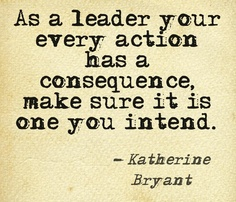 As a leader your
every action
has a
consequence,
make sure it is
one you intend.
– Katherine
Bryant